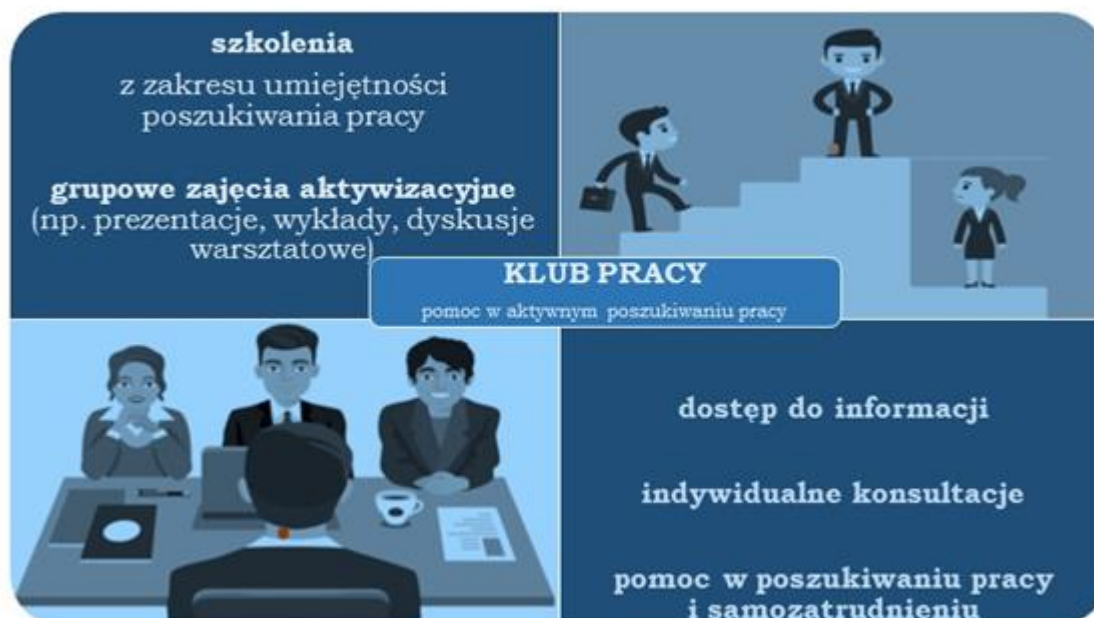 szkolenia
z zakresu umiejętności
poszukiwania pracy
grupowe zajęcia aktywizacyjne
(np. prezentacje, wykłady, dyskusje
warsztatowe)
KLUB PRACY
pomoc w aktywnym poszukiwaniu pracy
dostęp do informacji
indywidualne konsultacje
pomoc w poszukiwaniu pracy
i samozatrudnieniu